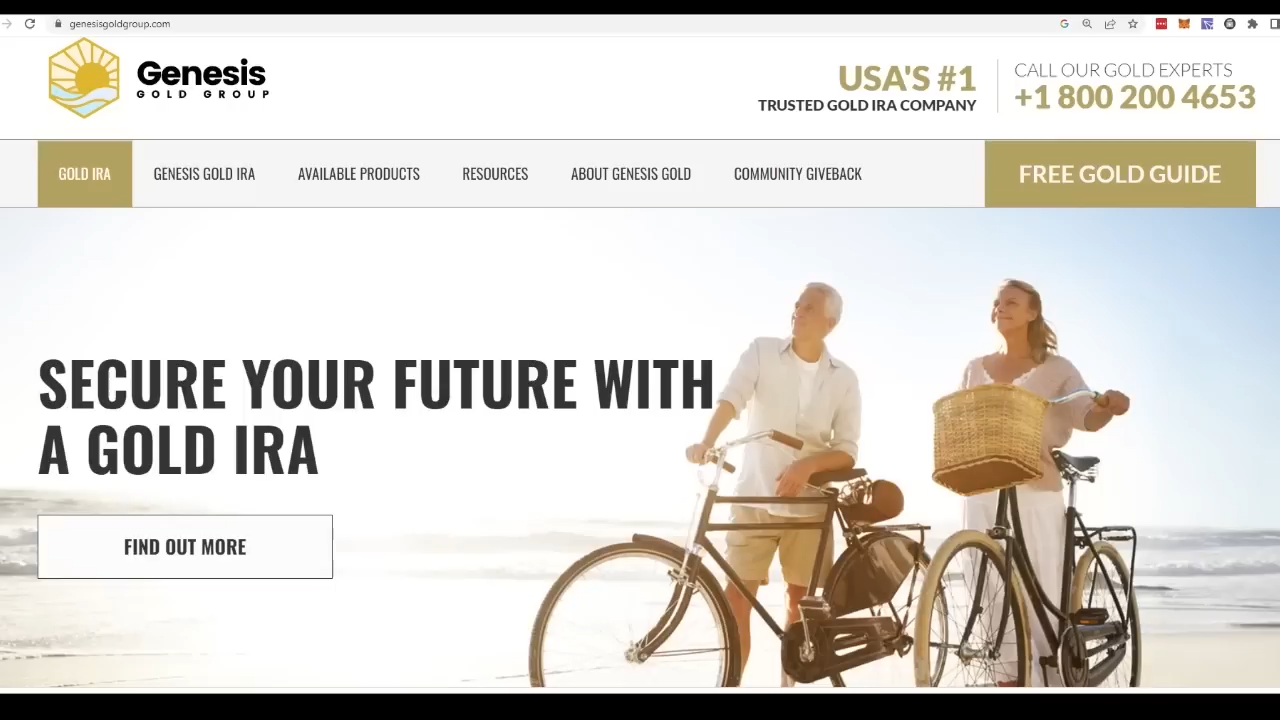 genesisgoldgroup.com
Genesis
GOLD GROUP
USA'S #1
TRUSTED GOLD IRA COMPANY
CALL OUR GOLD EXPERTS
+1 800 200 4653
GOLD IRA
GENESIS GOLD IRA
AVAILABLE PRODUCTS
RESOURCES
ABOUT GENESIS GOLD
COMMUNITY GIVEBACK
FREE GOLD GUIDE
SECURE YOUR FUTURE WITH
A GOLD IRA
FIND OUT MORE